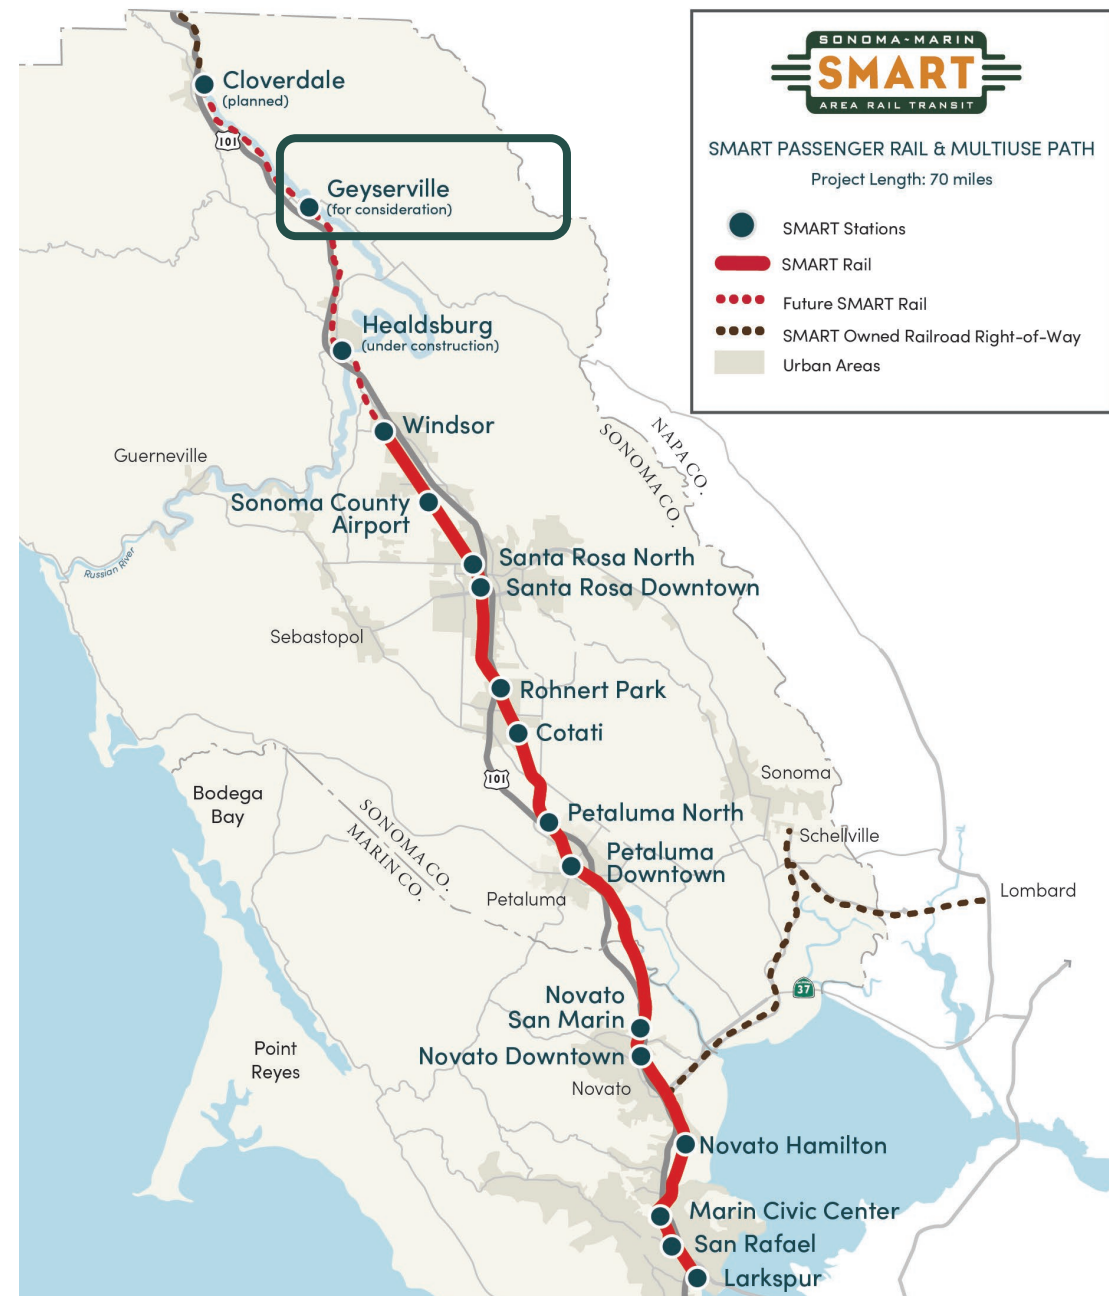 SONOMA-MARIN
SMART
AREA RAIL TRANSIT
SMART PASSENGER RAIL & MULTIUSE PATH
Project Length: 70 miles
SMART Stations
SMART Rail
Future SMART Rail
SMART Owned Railroad Right-of-Way
Urban Areas
Cloverdale
(planned)
101
Geyserville
(for consideration)
Healdsburg
(under construction)
Windsor
NAPA CO.
SONOMA CO.
Guerneville
Sonoma County
Airport
Russian River
Santa Rosa North
Santa Rosa Downtown
Sebastopol
Rohnert Park
Cotati
101
Sonoma
Bodega
Bay
SONOMA CO.
MARIN CO.
Petaluma North
Schellville
Petaluma
Downtown
Petaluma
Lombard
37
Novato
San Marin
Novato Downtown
Point
Reyes
Novato
Novato Hamilton
Marin Civic Center
San Rafael
Larkspur